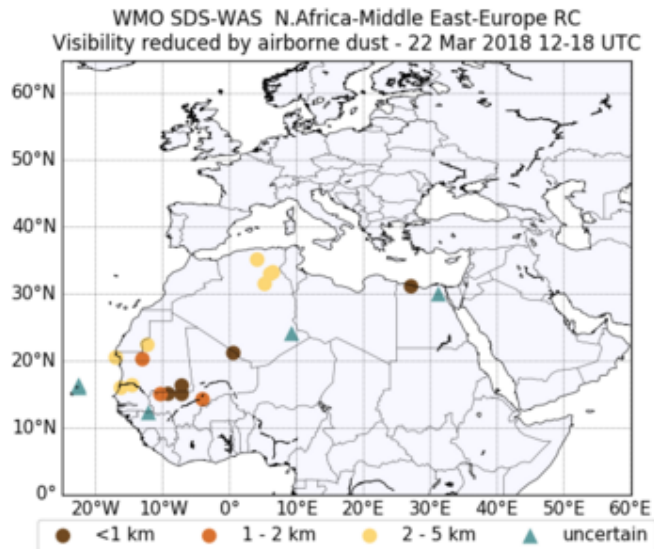 WMO SDS-WAS N.Africa-Middle East-Europe RC
Visibility reduced by airborne dust - 22 Mar 2018 12-18 UTC
60°N
50°N
40°N
30°N
20°N
10°N
0°
20°W 10°W 0° 10°E 20°E 30°E 40°E 50°E 60°E
<1 km 1 - 2 km 2 - 5 km uncertain